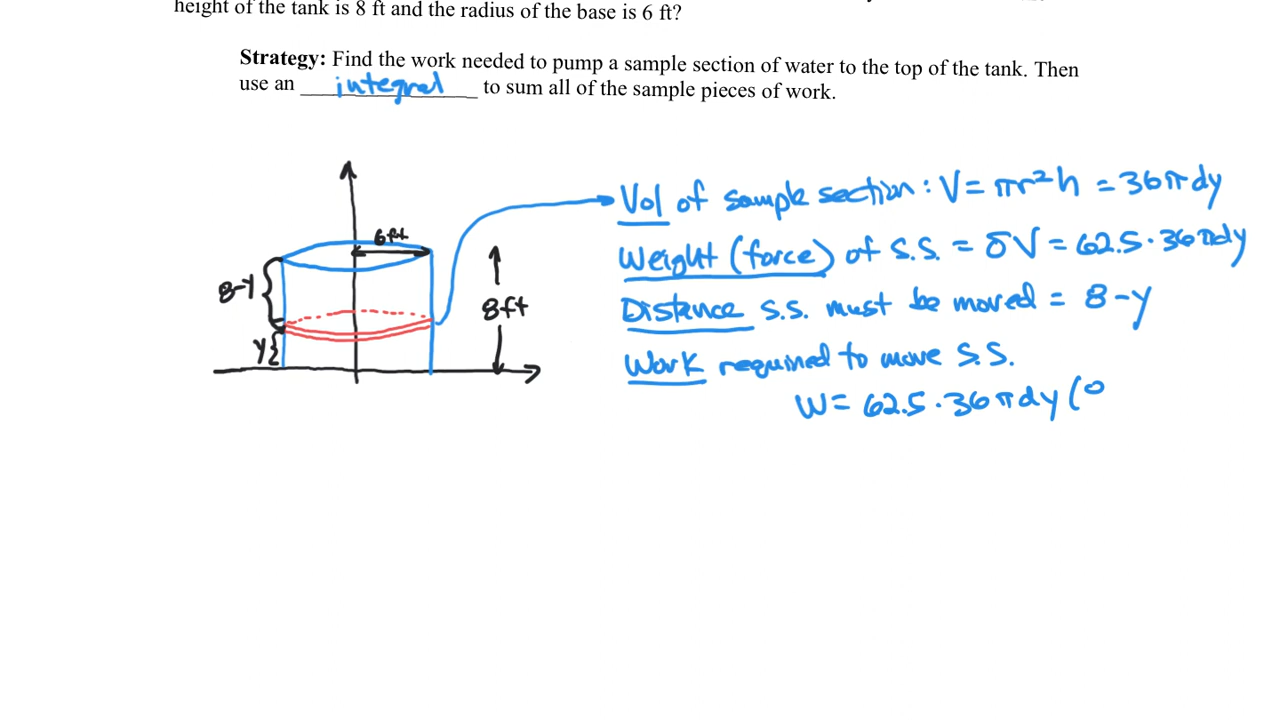 height of the tank is 8 ft and the radius of the base is 6 ft?
Strategy: Find the work needed to pump a sample section of water to the top of the tank. Then
use an integral to sum all of the sample pieces of work.
6ft
8-y
8ft
y
Vol of sample section: V = πr²h = 36π dy
Weight (force) of S.S. = δV = 62.5 · 36π dy
Distance S.S. must be moved = 8-y
Work required to move S.S.
W = 62.5 · 36π dy (